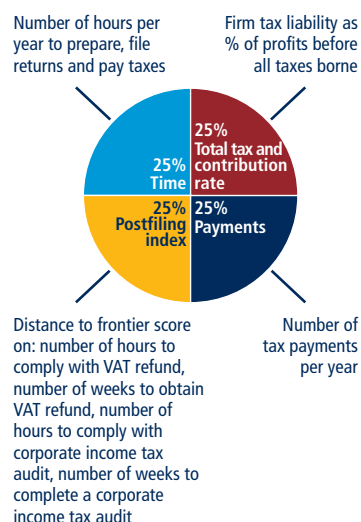 Number of hours per
year to prepare, file
returns and pay taxes
Firm tax liability as
% of profits before
all taxes borne
25%
Time
25%
Total tax and
contribution
rate
25%
Postfiling
index
25%
Payments
Distance to frontier score
on: number of hours to
comply with VAT refund,
number of weeks to obtain
VAT refund, number of
hours to comply with
corporate income tax
audit, number of weeks to
complete a corporate
income tax audit
Number of
tax payments
per year